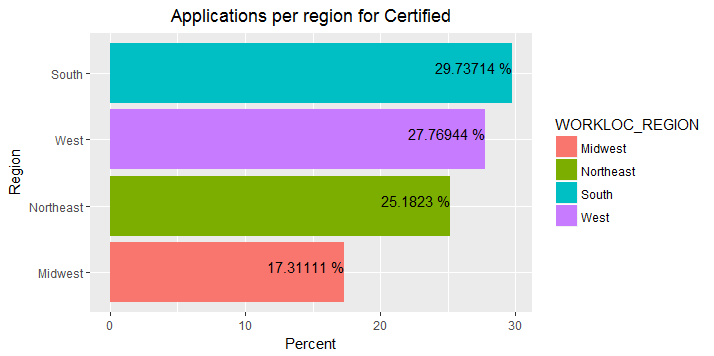 Applications per region for Certified
Region
South
West
Northeast
Midwest
29.73714 %
27.76944 %
25.1823 %
17.31111 %
0
10
20
30
Percent
WORKLOC_REGION
Midwest
Northeast
South
West